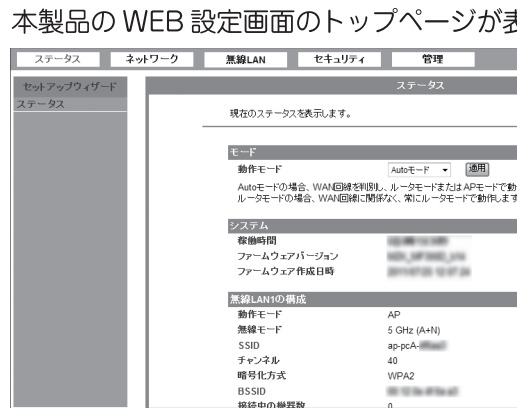 本製品の WEB 設定画面のトップページが表
ステータス ネットワーク 無線LAN セキュリティ 管理
セットアップウィザード ステータス
ステータス
現在のステータスを表示します。
モード
動作モード Autoモード 適用
Autoモードの場合、WAN回線を判別し、ルータモードまたはAPモードで動
ルータモードの場合、WAN回線に関係なく、常にルータモードで動作します
システム
稼働時間
ファームウェアバージョン
ファームウェア作成日時
無線LAN1の構成
動作モード AP
無線モード 5 GHz (A+N)
SSID ap-pcA-
チャンネル 40
暗号化方式 WPA2
BSSID
接続中の機器数 0